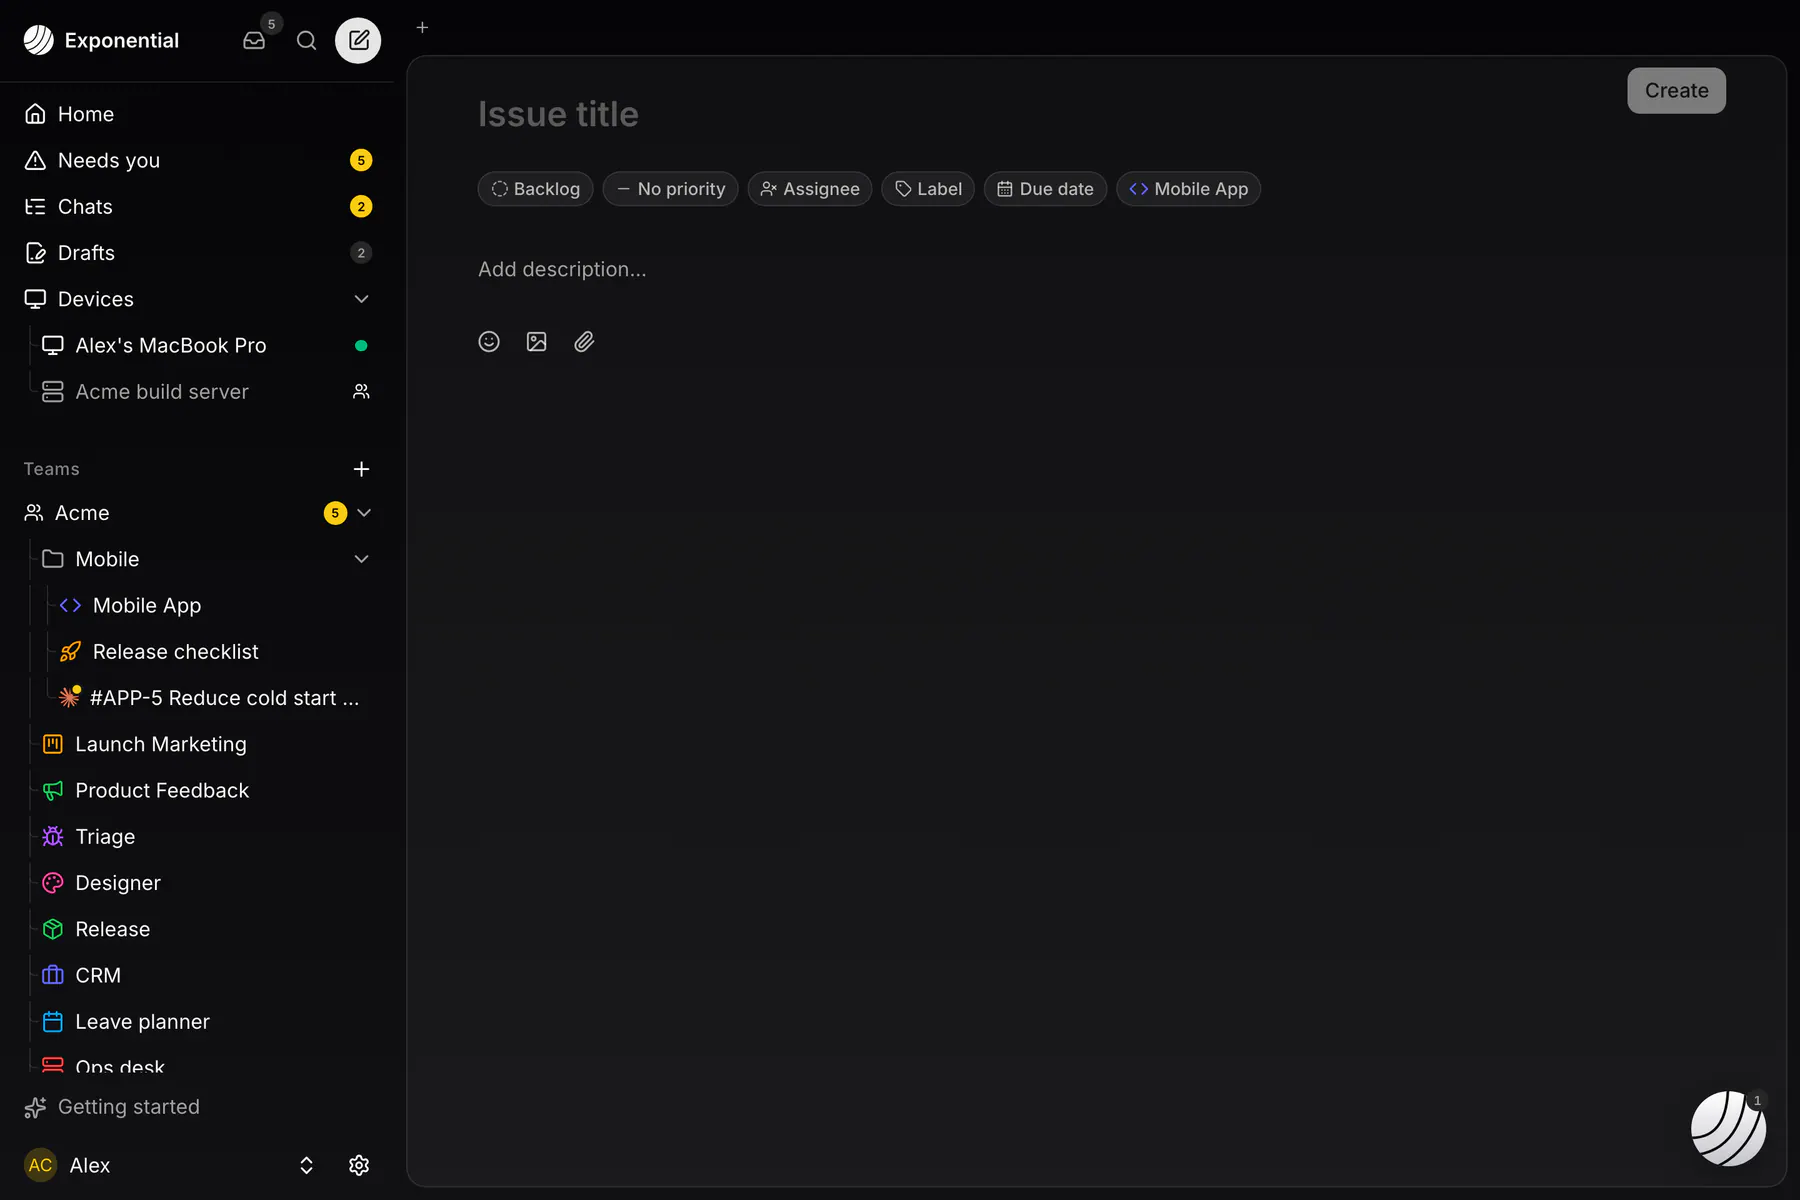 Exponential
5
Home
Needs you
5
Chats
2
Drafts
2
Devices
Alex's MacBook Pro
Acme build server
Teams
Acme
5
Mobile
Mobile App
Release checklist
#APP-5 Reduce cold start ...
Launch Marketing
Product Feedback
Triage
Designer
Release
CRM
Leave planner
Ops desk
Getting started
AC
Alex
Create
Issue title
Backlog
No priority
Assignee
Label
Due date
Mobile App
Add description...
1